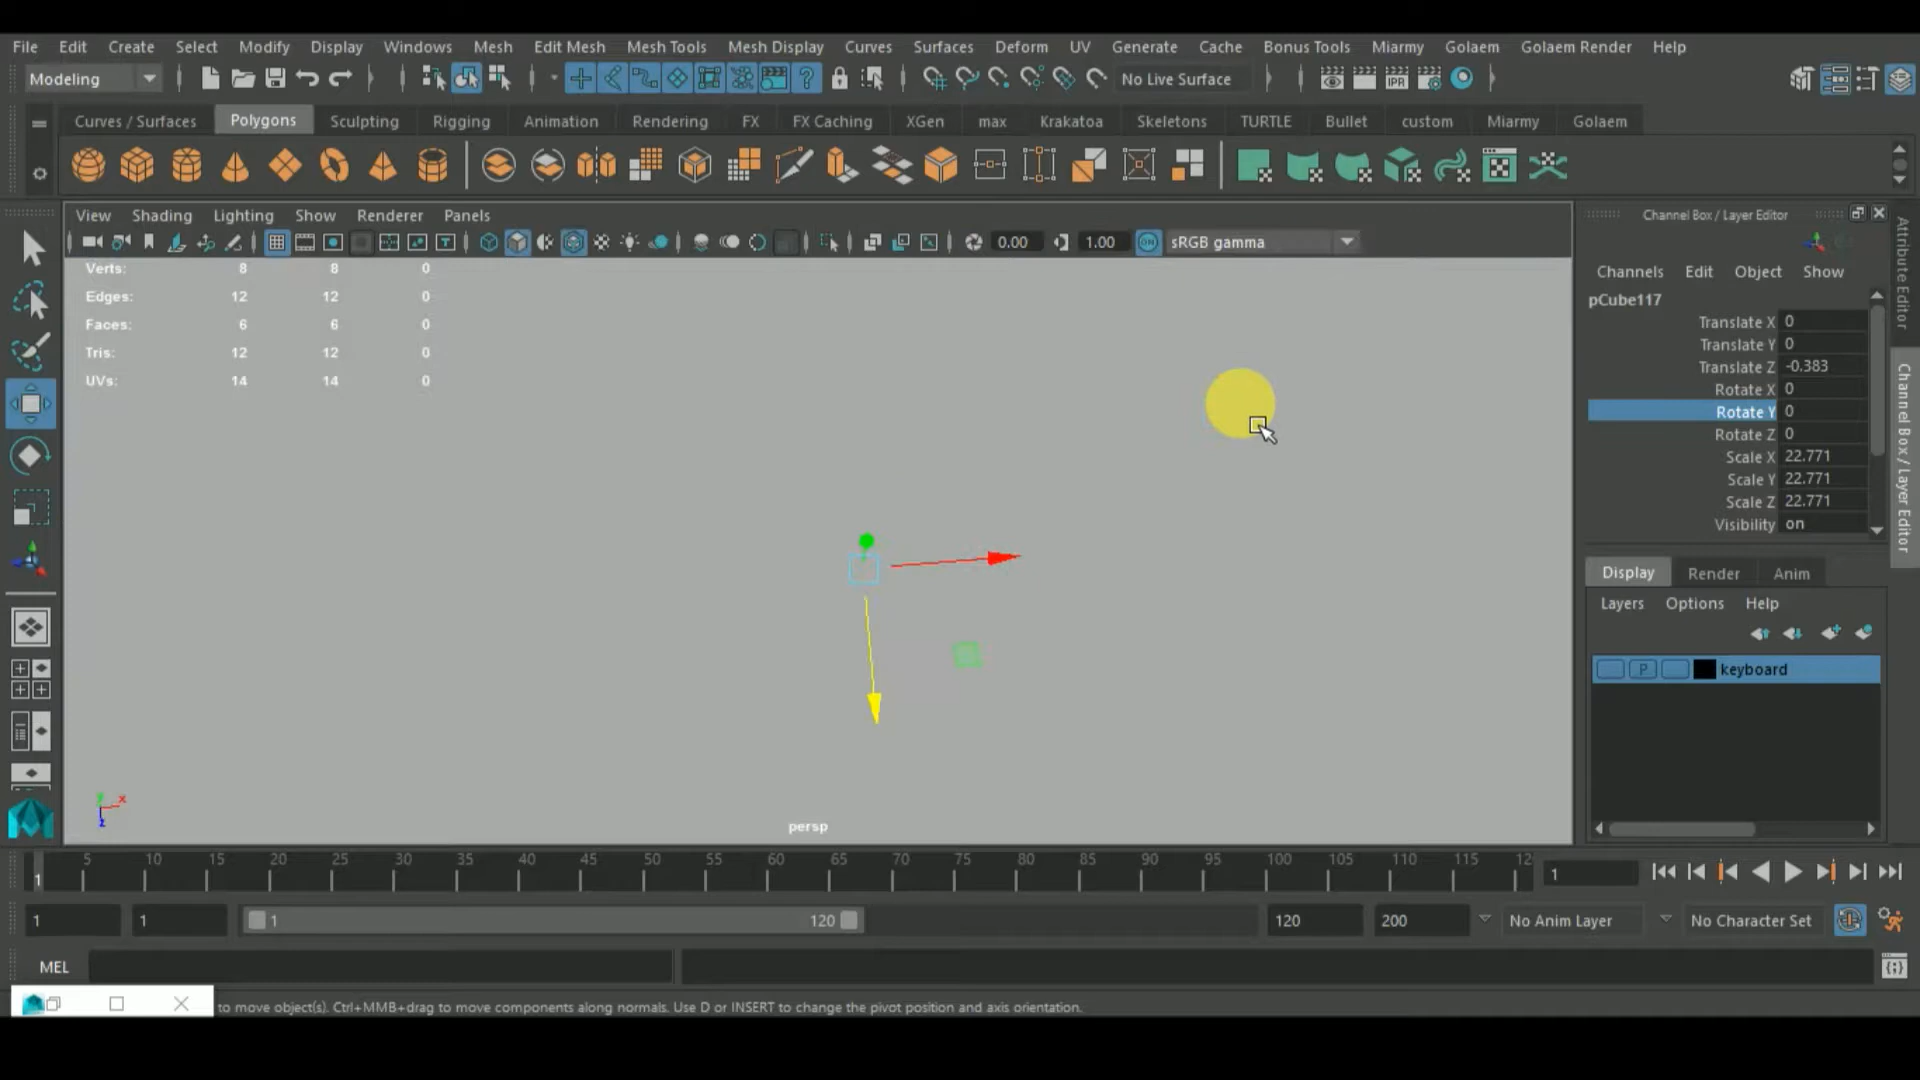 File Edit Create Select Modify Display Windows Mesh Edit Mesh Mesh Tools Mesh Display Curves Surfaces Deform UV Generate Cache Bonus Tools Miarmy Golaem Golaem Render Help
Modeling No Live Surface IPR
Curves / Surfaces Polygons Sculpting Rigging Animation Rendering FX FX Caching XGen max Krakatoa Skeletons TURTLE Bullet custom Miarmy Golaem
View Shading Lighting Show Renderer Panels
0.00 1.00 ON sRGB gamma
Verts: 8 8 0
Edges: 12 12 0
Faces: 6 6 0
Tris: 12 12 0
UVs: 14 14 0
y x
z
persp
Channel Box / Layer Editor
Channels Edit Object Show
pCube117
Translate X 0
Translate Y 0
Translate Z -0.383
Rotate X 0
Rotate Y 0
Rotate Z 0
Scale X 22.771
Scale Y 22.771
Scale Z 22.771
Visibility on
Display Render Anim
Layers Options Help
P keyboard
Attribute Editor
Channel Box / Layer Editor
5 10 15 20 25 30 35 40 45 50 55 60 65 70 75 80 85 90 95 100 105 110 115 12
1 1
1 1 1 120 120 200 No Anim Layer No Character Set
MEL
to move object(s). Ctrl+MMB+drag to move components along normals. Use D or INSERT to change the pivot position and axis orientation.